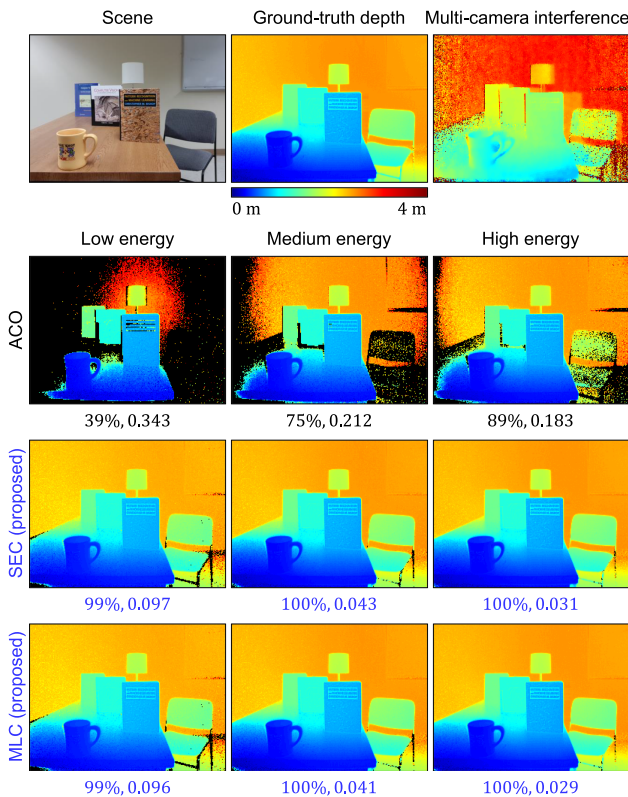 Scene Ground-truth depth Multi-camera interference
0 m 4 m
Low energy Medium energy High energy
ACO
39%, 0.343 75%, 0.212 89%, 0.183
SEC (proposed)
99%, 0.097 100%, 0.043 100%, 0.031
MLC (proposed)
99%, 0.096 100%, 0.041 100%, 0.029